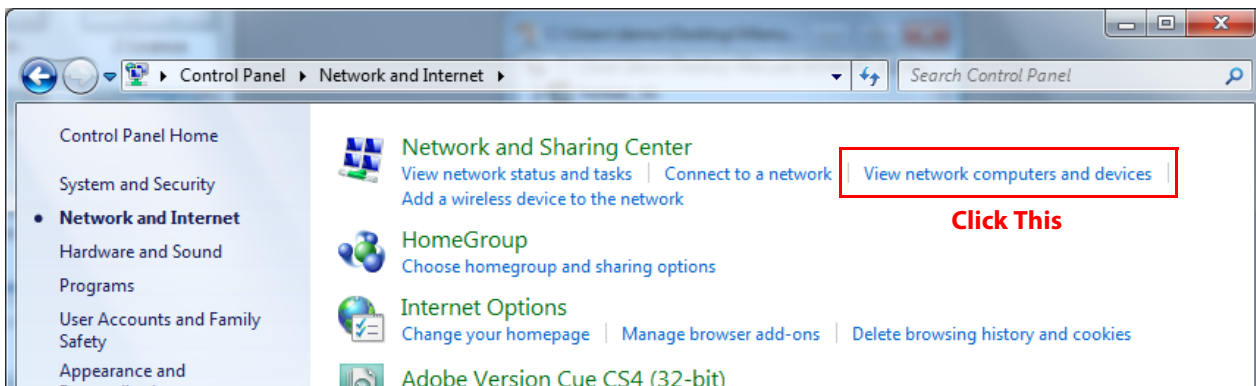 Control Panel ▸ Network and Internet ▸
Search Control Panel
Control Panel Home
System and Security
• Network and Internet
Hardware and Sound
Programs
User Accounts and Family
Safety
Appearance and
Network and Sharing Center
View network status and tasks | Connect to a network | View network computers and devices |
Add a wireless device to the network
Click This
HomeGroup
Choose homegroup and sharing options
Internet Options
Change your homepage | Manage browser add-ons | Delete browsing history and cookies
Adobe Version Cue CS4 (32-bit)